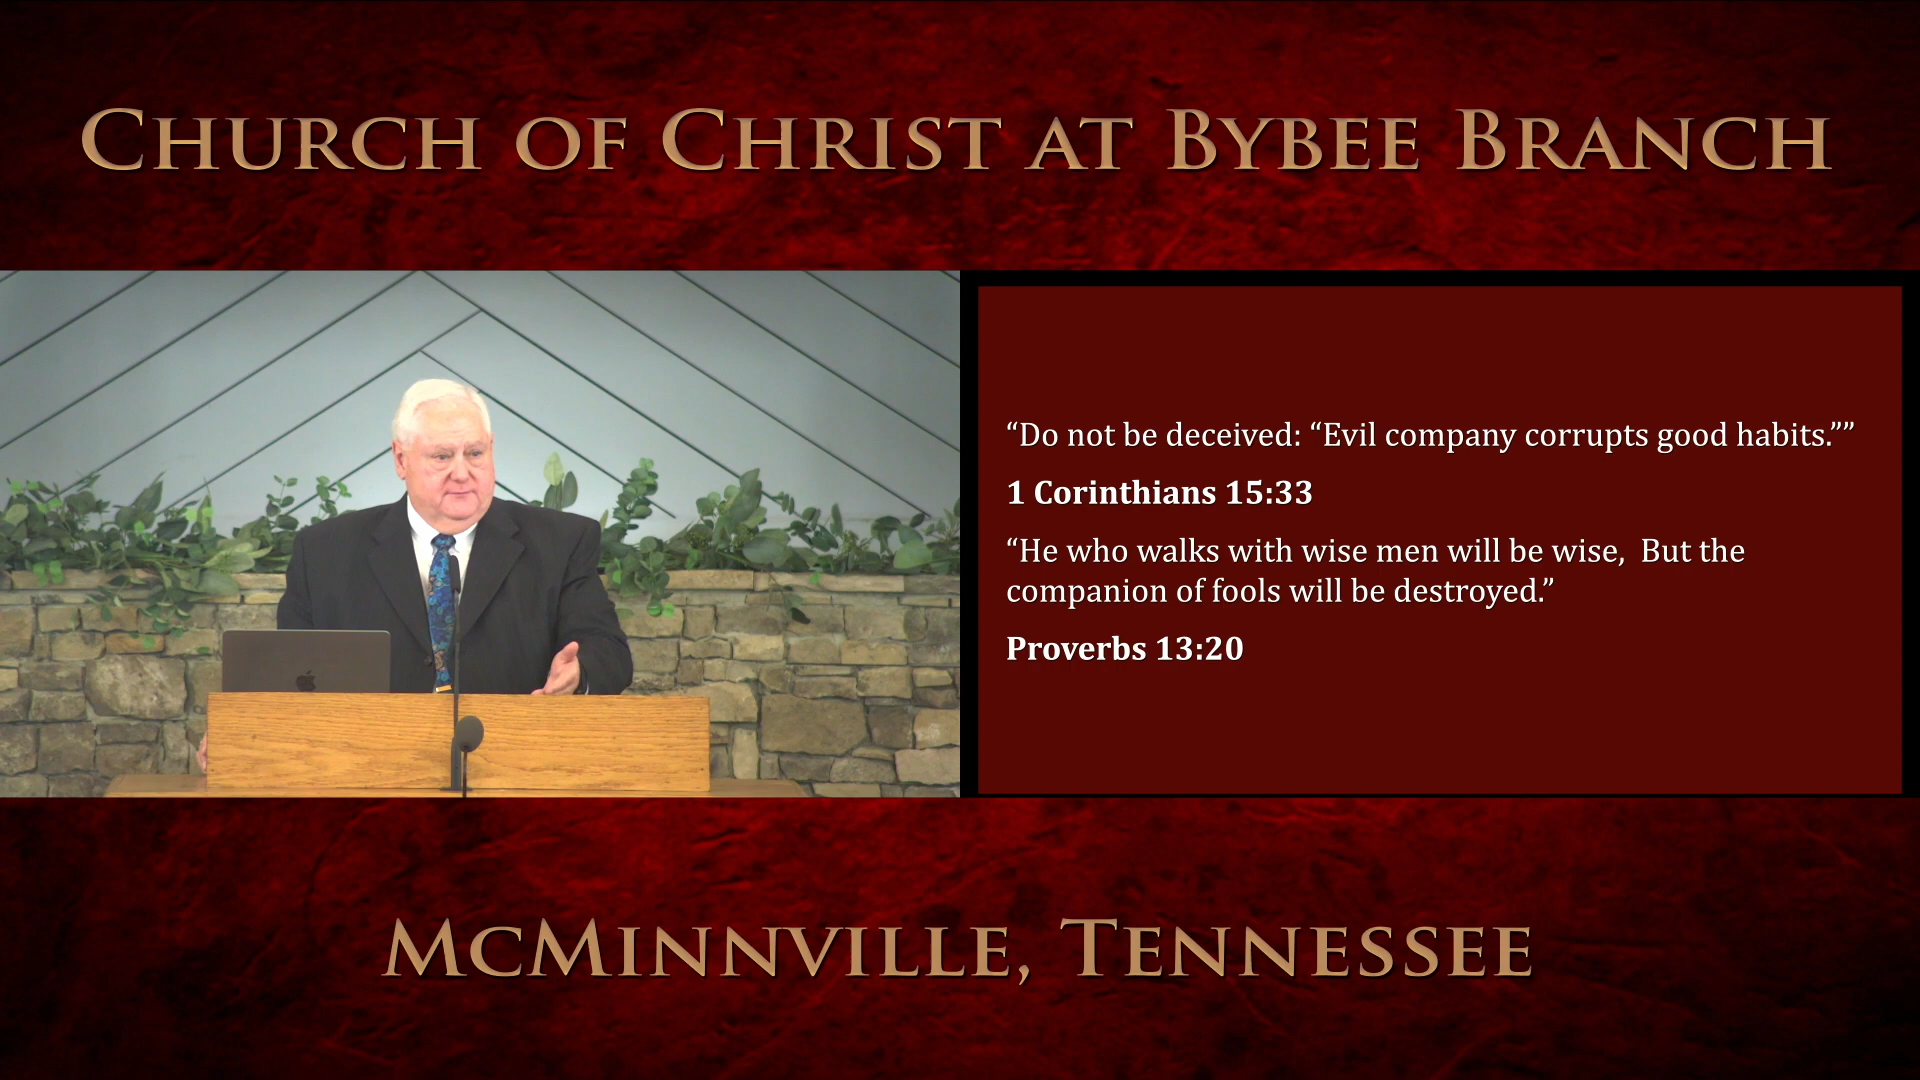 Church of Christ at Bybee Branch
“Do not be deceived: “Evil company corrupts good habits.””
1 Corinthians 15:33
“He who walks with wise men will be wise,  But the
companion of fools will be destroyed.”
Proverbs 13:20
McMinnville, Tennessee